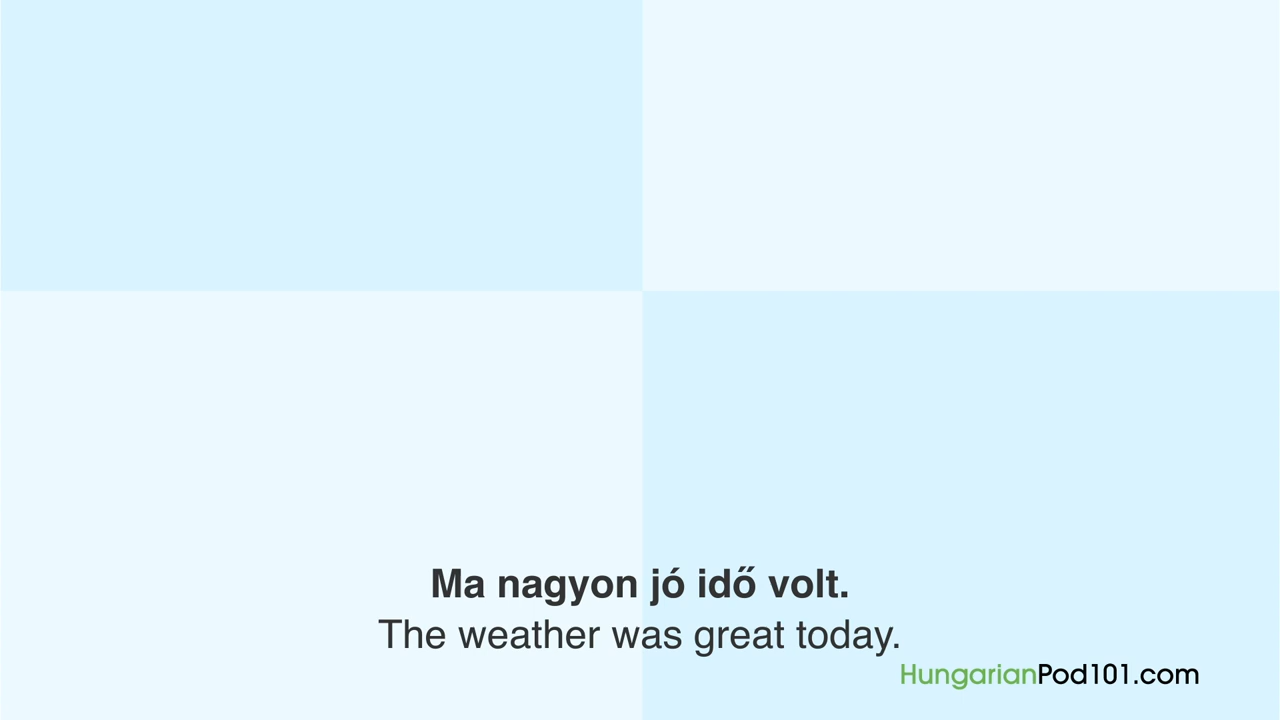 Ma nagyon jó idő volt.
The weather was great today.
HungarianPod101.com